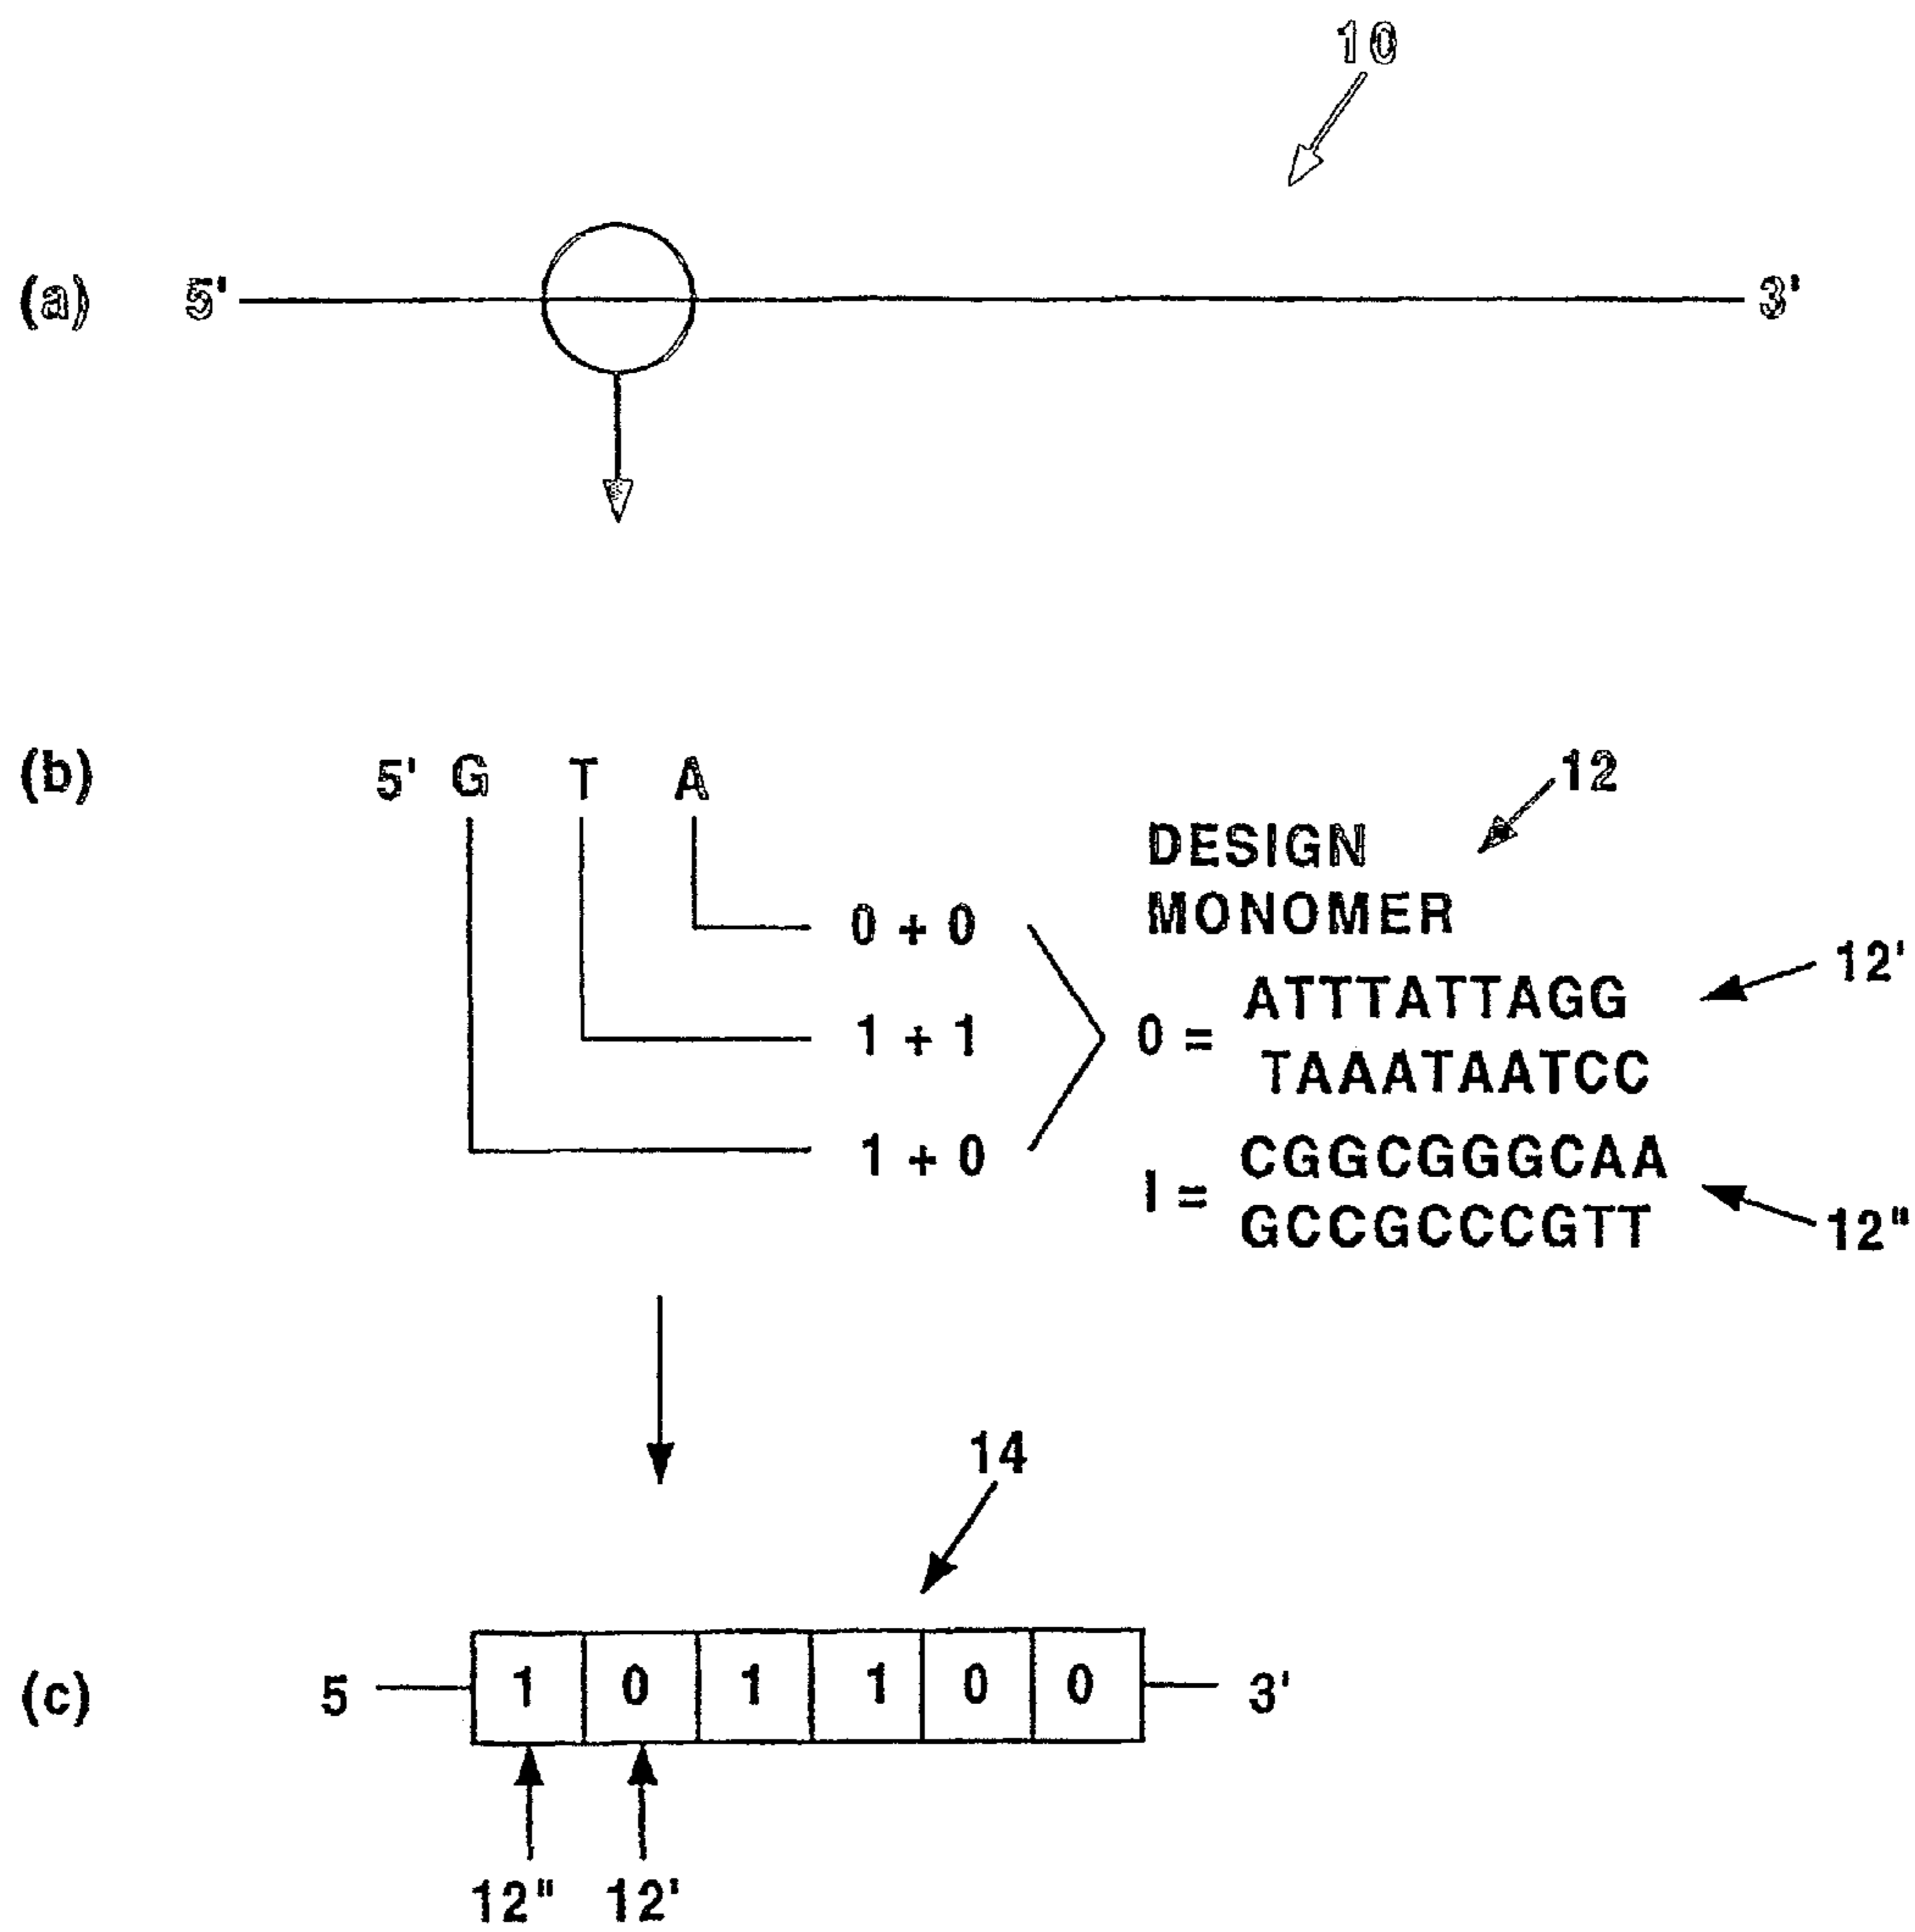 10
(a) 5' 3'
(b) 5' G T A
12
DESIGN
MONOMER
0 + 0
1 + 1
1 + 0
0 =
ATTTATTAGG
TAAATAATCC
12'
I =
CGGCGGGCAA
GCCGCCCGTT
12"
14
(c) 5 1 0 1 1 0 0 3'
12" 12'